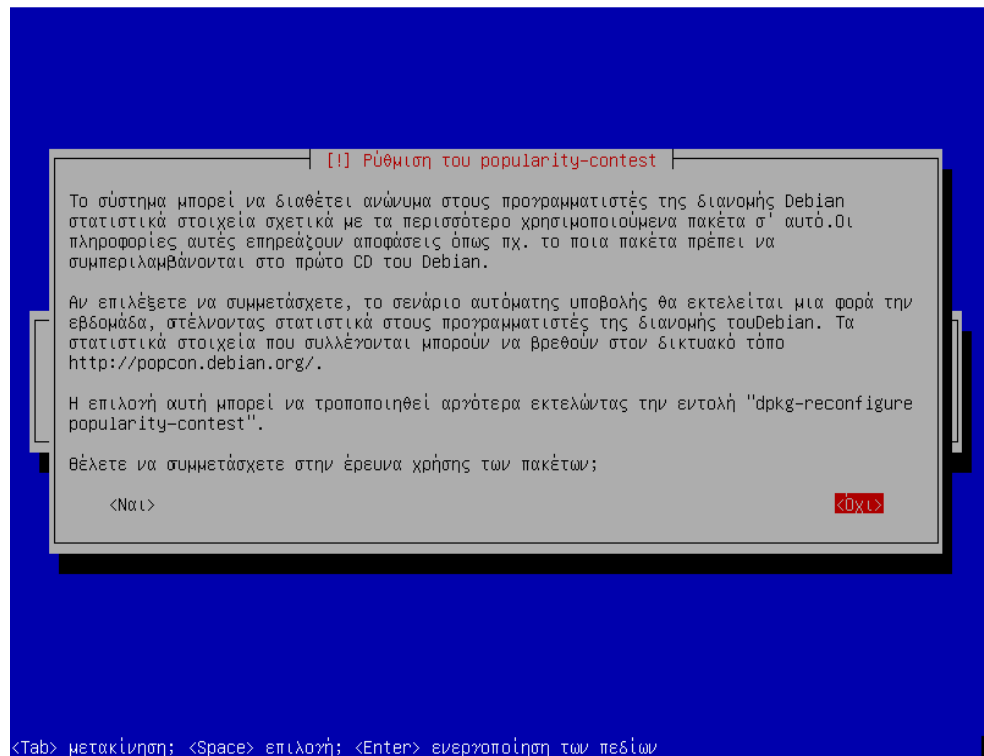 [!] Ρύθμιση του popularity-contest
Το σύστημα μπορεί να διαθέτει ανώνυμα στους προγραμματιστές της διανομής Debian
στατιστικά στοιχεία σχετικά με τα περισσότερο χρησιμοποιούμενα πακέτα σ' αυτό.Οι
πληροφορίες αυτές επηρεάζουν αποφάσεις όπως πχ. το ποια πακέτα πρέπει να
συμπεριλαμβάνονται στο πρώτο CD του Debian.
Αν επιλέξετε να συμμετάσχετε, το σενάριο αυτόματης υποβολής θα εκτελείται μια φορά την
εβδομάδα, στέλνοντας στατιστικά στους προγραμματιστές της διανομής τουDebian. Τα
στατιστικά στοιχεία που συλλέγονται μπορούν να βρεθούν στον δικτυακό τόπο
http://popcon.debian.org/.
Η επιλογή αυτή μπορεί να τροποποιηθεί αργότερα εκτελώντας την εντολή "dpkg-reconfigure
popularity-contest".
Θέλετε να συμμετάσχετε στην έρευνα χρήσης των πακέτων;
<Ναι> <Όχι>
<Tab> μετακίνηση; <Space> επιλογή; <Enter> ενεργοποίηση των πεδίων